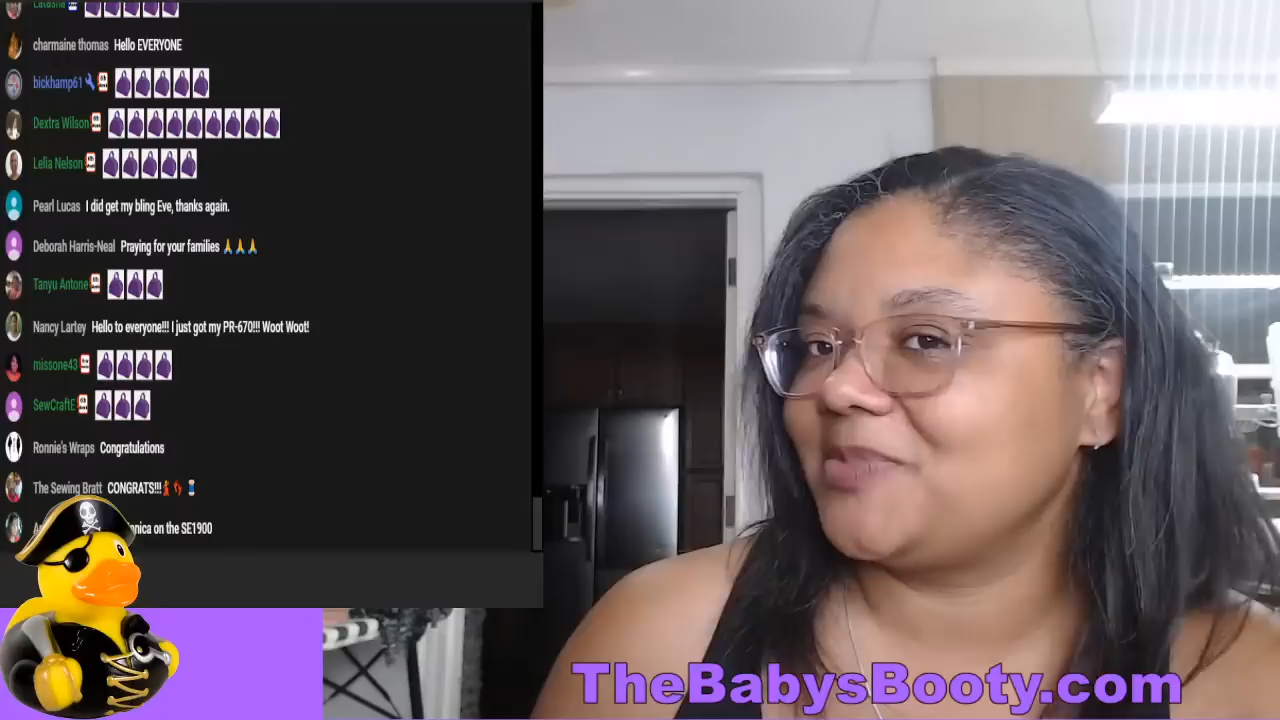 Latasha
charmaine thomas Hello EVERYONE
bickhamp61
Dextra Wilson
Lelia Nelson
Pearl Lucas I did get my bling Eve, thanks again.
Deborah Harris-Neal Praying for your families 🙏🙏🙏
Tanyu Antone
Nancy Lartey Hello to everyone!!! I just got my PR-670!!! Woot Woot!
missone43
SewCraftE
Ronnie's Wraps Congratulations
The Sewing Bratt CONGRATS!!!
on the SE1900
TheBabysBooty.com